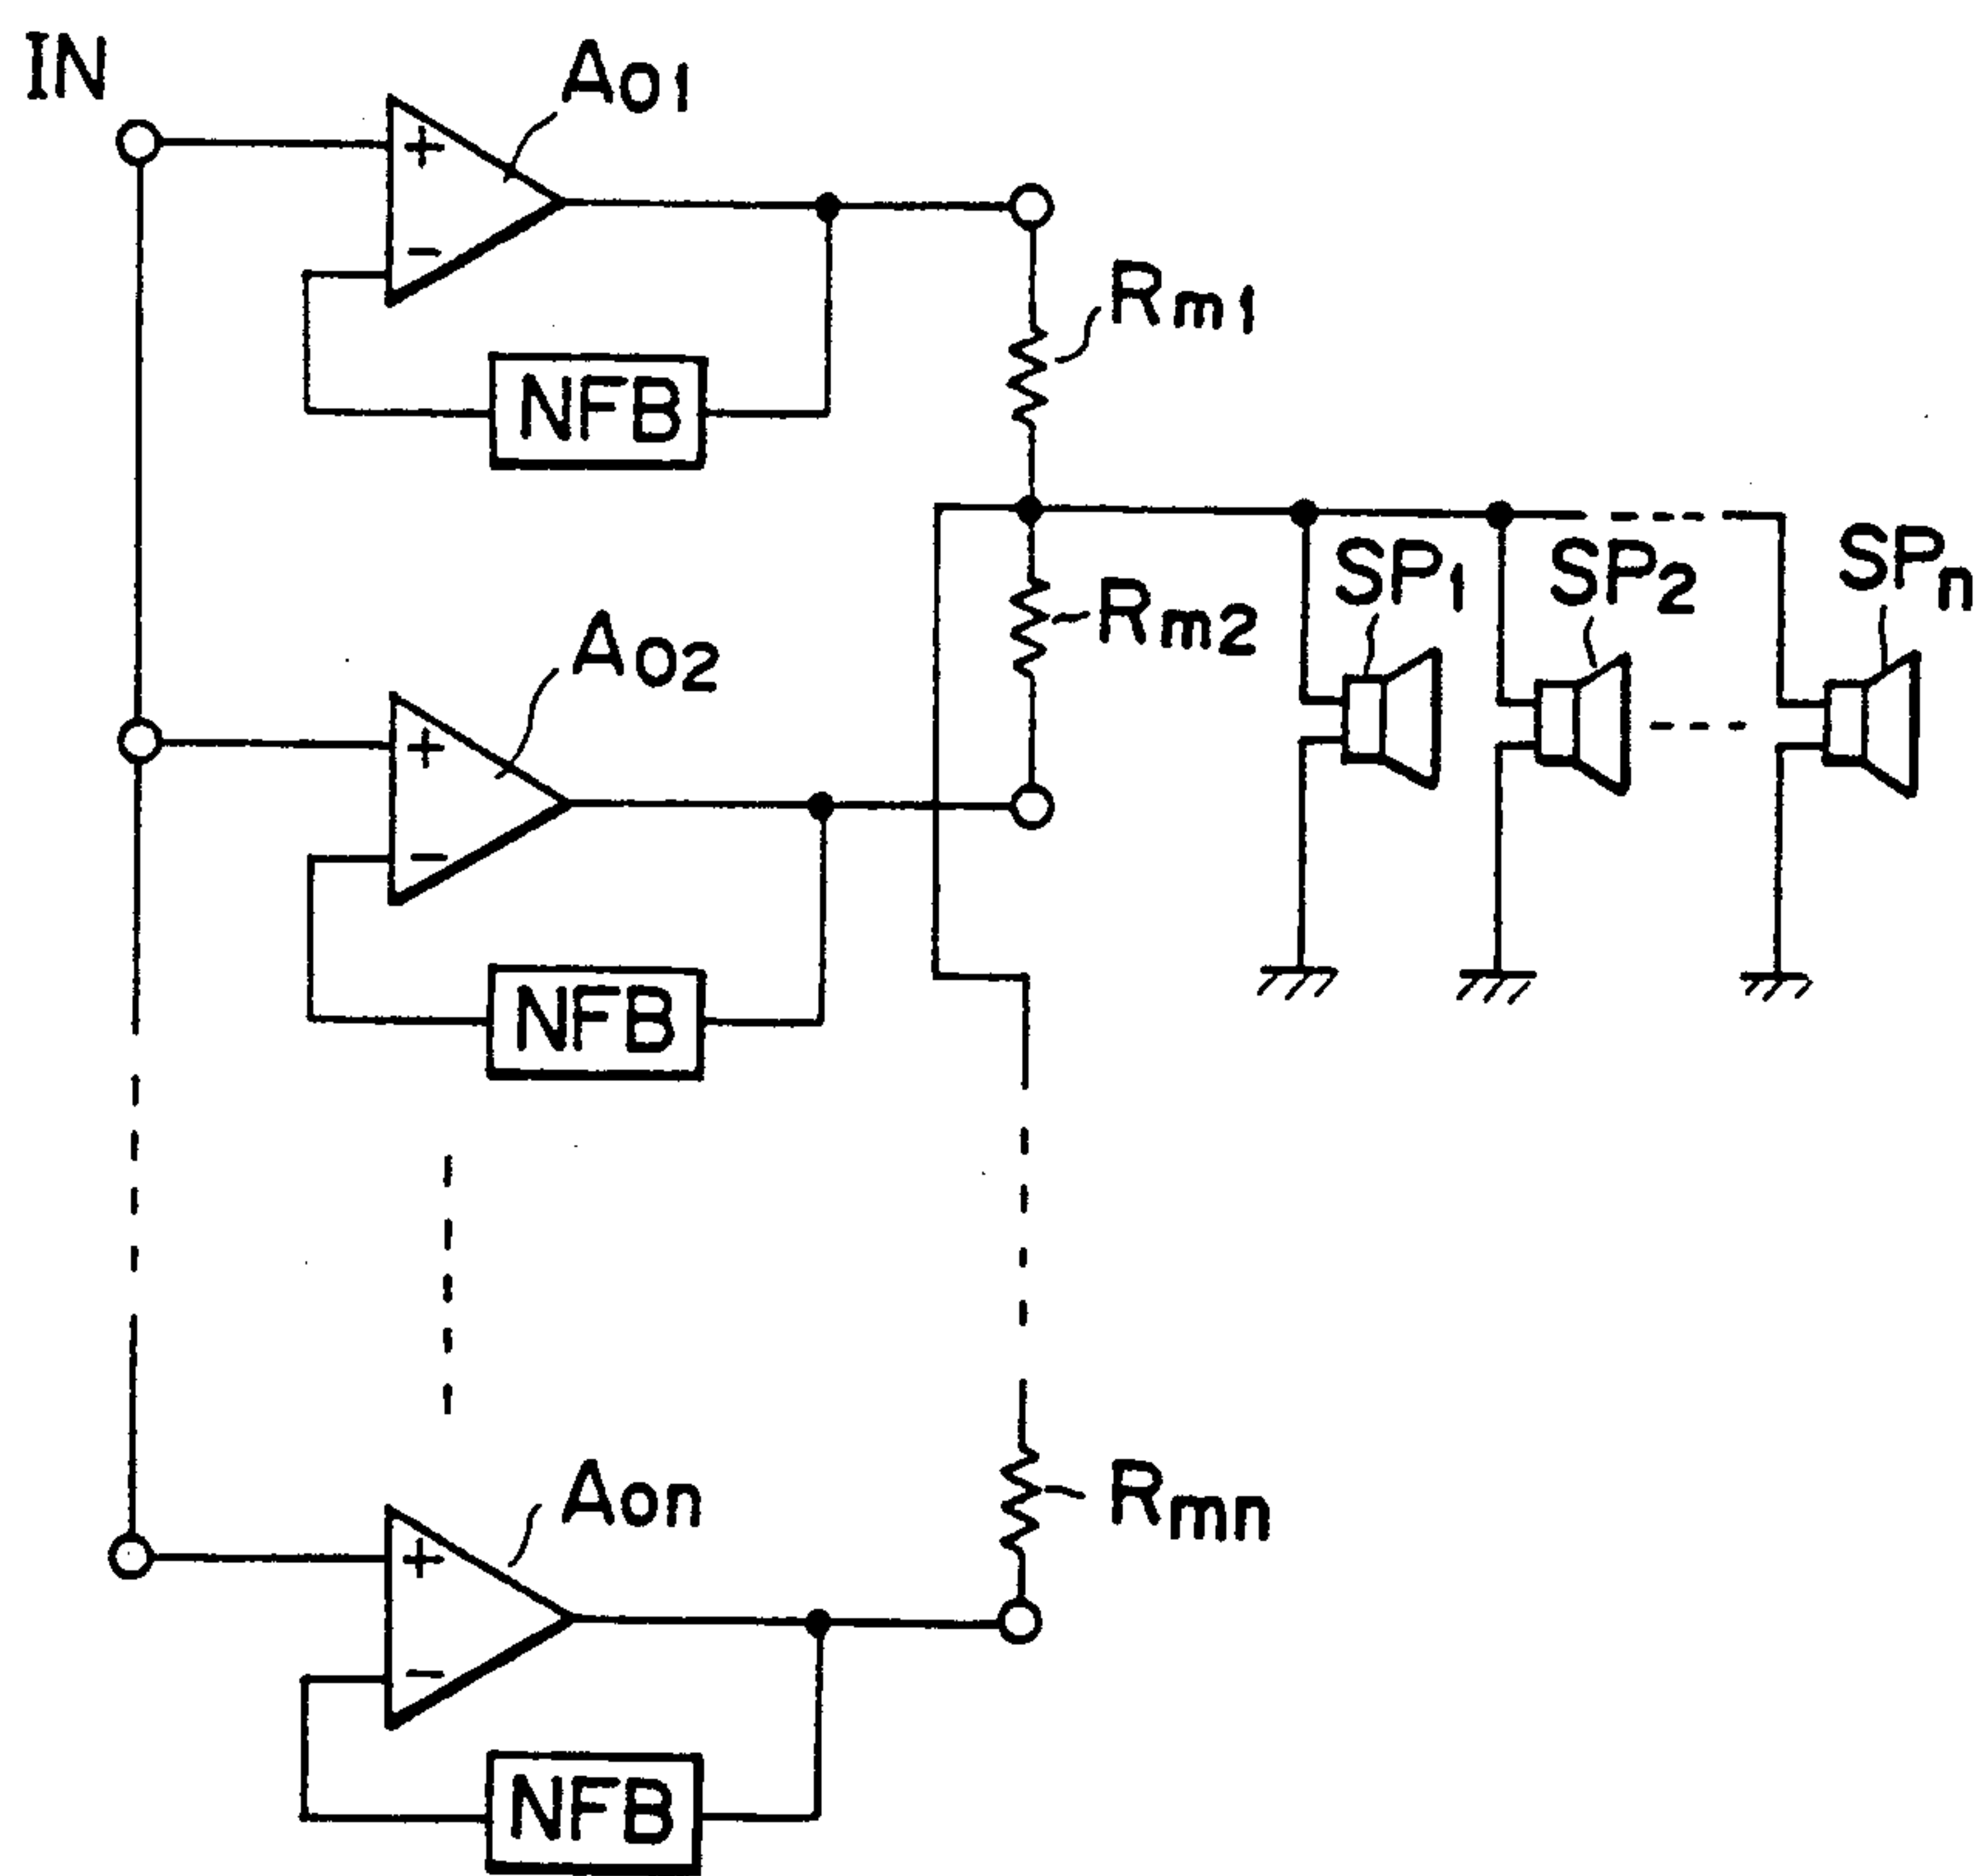 IN
Ao1
+
−
Rm1
NFB
SP1
SP2
SPn
Rm2
Ao2
+
−
NFB
Aon
Rmn
+
−
NFB